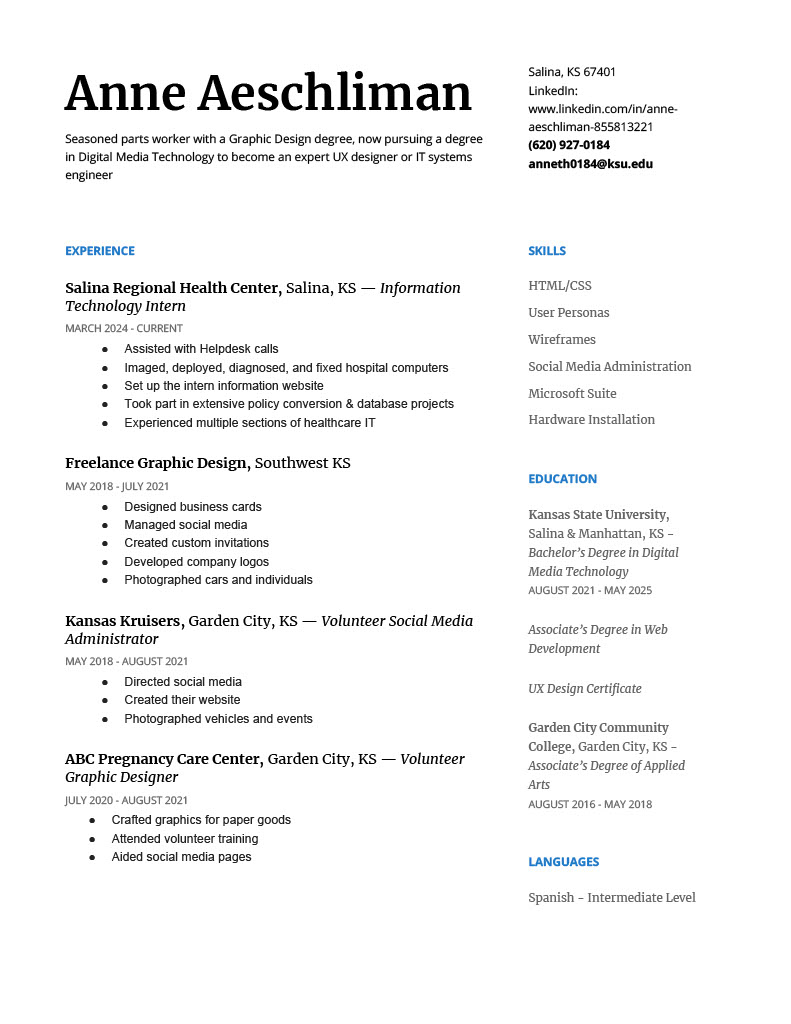 Anne Aeschliman
Seasoned parts worker with a Graphic Design degree, now pursuing a degree
in Digital Media Technology to become an expert UX designer or IT systems
engineer
Salina, KS 67401
LinkedIn:
www.linkedin.com/in/anne-
aeschliman-855813221
(620) 927-0184
anneth0184@ksu.edu
EXPERIENCE
Salina Regional Health Center, Salina, KS — Information
Technology Intern
MARCH 2024 - CURRENT
● Assisted with Helpdesk calls
● Imaged, deployed, diagnosed, and fixed hospital computers
● Set up the intern information website
● Took part in extensive policy conversion & database projects
● Experienced multiple sections of healthcare IT
Freelance Graphic Design, Southwest KS
MAY 2018 - JULY 2021
● Designed business cards
● Managed social media
● Created custom invitations
● Developed company logos
● Photographed cars and individuals
Kansas Kruisers, Garden City, KS — Volunteer Social Media
Administrator
MAY 2018 - AUGUST 2021
● Directed social media
● Created their website
● Photographed vehicles and events
ABC Pregnancy Care Center, Garden City, KS — Volunteer
Graphic Designer
JULY 2020 - AUGUST 2021
● Crafted graphics for paper goods
● Attended volunteer training
● Aided social media pages
SKILLS
HTML/CSS
User Personas
Wireframes
Social Media Administration
Microsoft Suite
Hardware Installation
EDUCATION
Kansas State University,
Salina & Manhattan, KS –
Bachelor's Degree in Digital
Media Technology
AUGUST 2021 - MAY 2025
Associate's Degree in Web
Development
UX Design Certificate
Garden City Community
College, Garden City, KS –
Associate's Degree of Applied
Arts
AUGUST 2016 - MAY 2018
LANGUAGES
Spanish – Intermediate Level